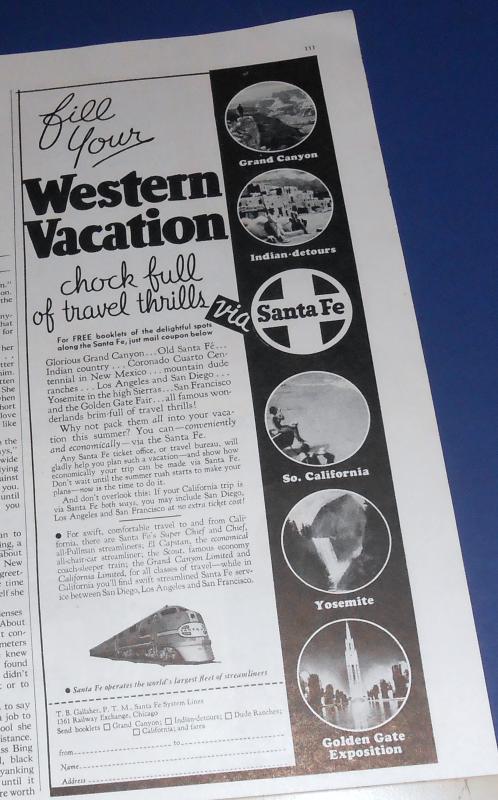 111
fill
your
Western
Vacation
chock full
of travel thrills
via
For FREE booklets of the delightful spots
along the Santa Fe, just mail coupon below
Glorious Grand Canyon... Old Santa Fé...
Indian country... Coronado Cuarto Cen-
tennial in New Mexico... mountain dude
ranches... Los Angeles and San Diego...
Yosemite in the high Sierras... San Francisco
and the Golden Gate Fair... all famous won-
derlands brim-full of travel thrills!
Why not pack them all into your vaca-
tion this summer? You can—conveniently
and economically—via the Santa Fe.
Any Santa Fe ticket office, or travel bureau, will
gladly help you plan such a vacation—and show how
economically your trip can be made via Santa Fe.
Don't wait until the summer rush starts to make your
plans—now is the time to do it.
And don't overlook this: If your California trip is
via Santa Fe both ways, you may include San Diego,
Los Angeles and San Francisco at no extra ticket cost!
● For swift, comfortable travel to and from Cali-
fornia, there are Santa Fe's Super Chief and Chief,
all-Pullman streamliners; El Capitan, the economical
all-chair-car streamliner; the Scout, famous economy
coach-sleeper train; the Grand Canyon Limited and
California Limited, for all classes of travel—while in
California you'll find swift streamlined Santa Fe serv-
ice between San Diego, Los Angeles and San Francisco.
● Santa Fe operates the world's largest fleet of streamliners
T. B. Gallaher, P. T. M., Santa Fe System Lines
1361 Railway Exchange, Chicago
Send booklets □ Grand Canyon; □ Indian-detours; □ Dude Ranches;
□ California; and fares
from to
Name
Address
Grand Canyon
Indian-detours
Santa Fe
So. California
Yosemite
Golden Gate
Exposition